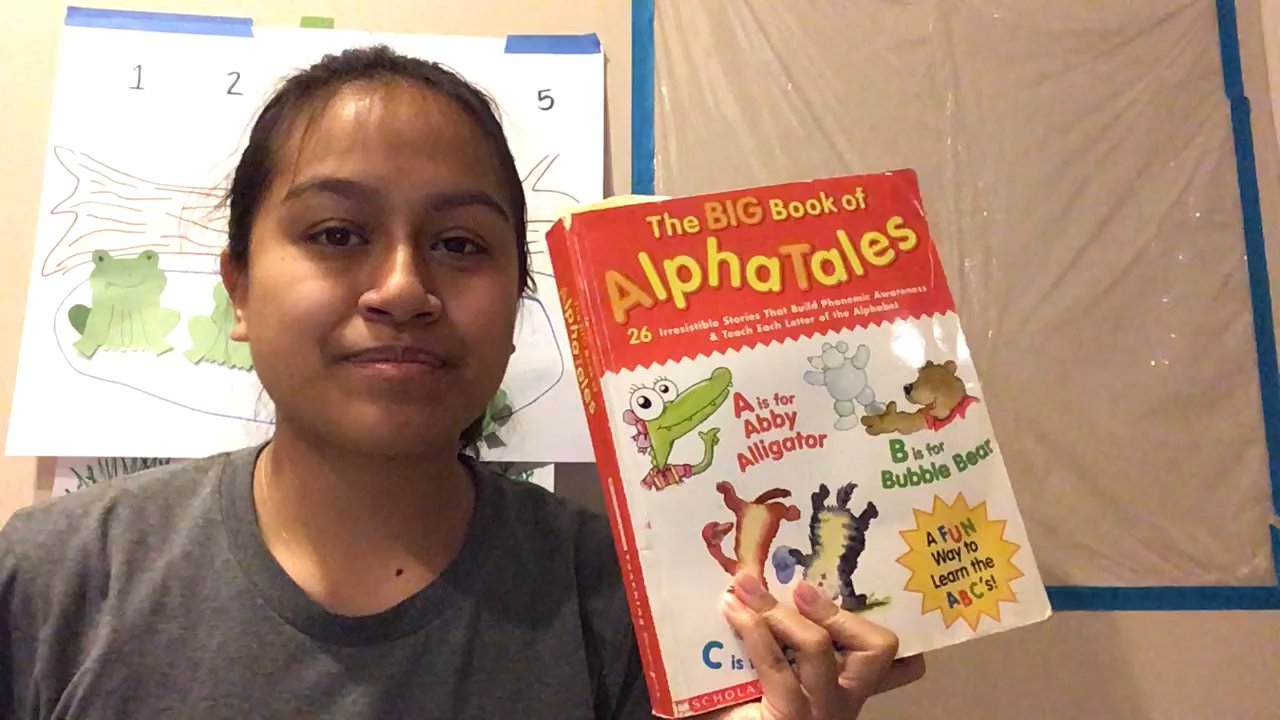 1 2 5
The BIG Book of
AlphaTales
26 Irresistible Stories That Build Phonemic Awareness
& Teach Each Letter of the Alphabet
A is for
Abby
Alligator
B is for
Bubble Bear
A FUN
Way to
Learn the
ABC's!
C is
AlphaTales